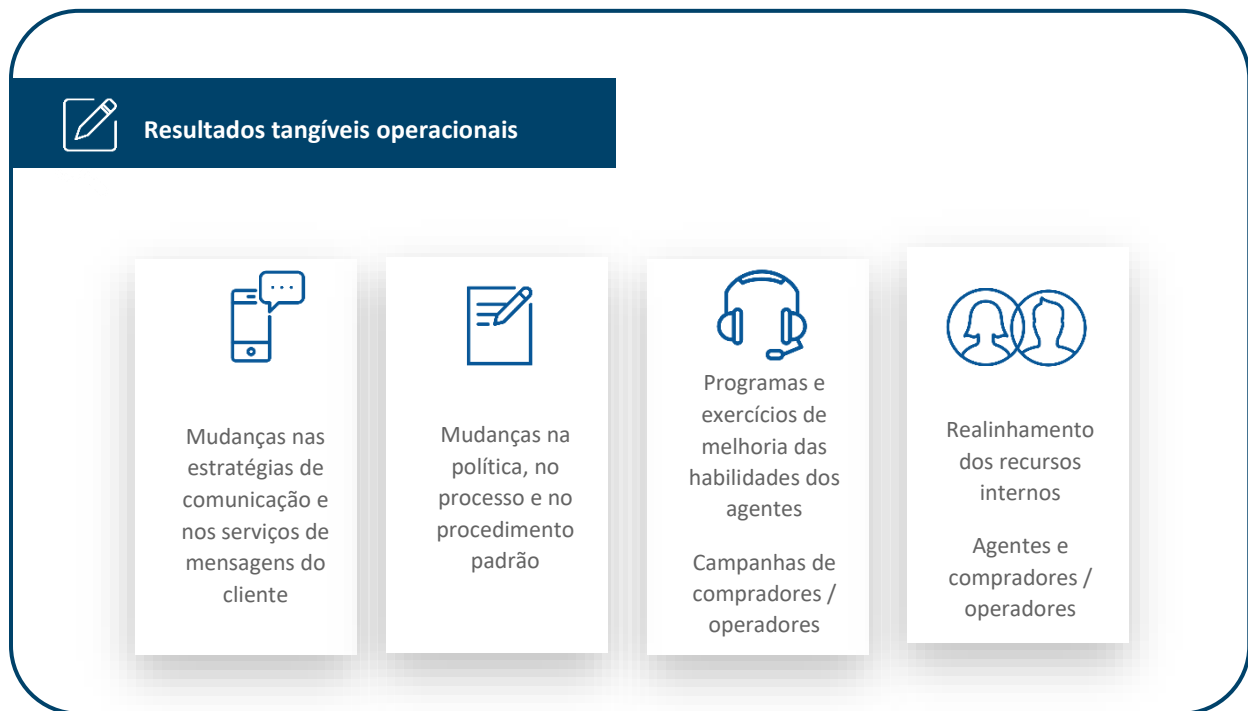 Resultados tangíveis operacionais
Mudanças nas
estratégias de
comunicação e
nos serviços de
mensagens do
cliente
Mudanças na
política, no
processo e no
procedimento
padrão
Programas e
exercícios de
melhoria das
habilidades dos
agentes
Campanhas de
compradores /
operadores
Realinhamento
dos recursos
internos
Agentes e
compradores /
operadores